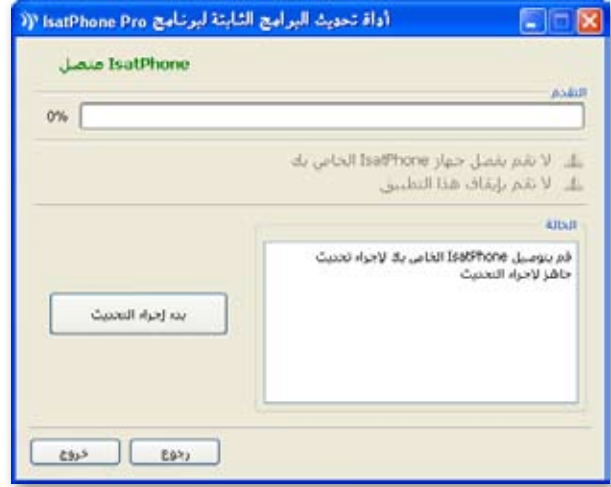 أداة تحديث البرامج الثابتة لبرنامج IsatPhone Pro
IsatPhone متصل
التقدم
0%
لا تقم بفصل جهاز IsatPhone الخاص بك
لا تقم بإيقاف هذا التطبيق
الحالة
قم بتوصيل IsatPhone الخاص بك لإجراء تحديث
جاهز لإجراء التحديث
بدء إجراء التحديث
رجوع
خروج